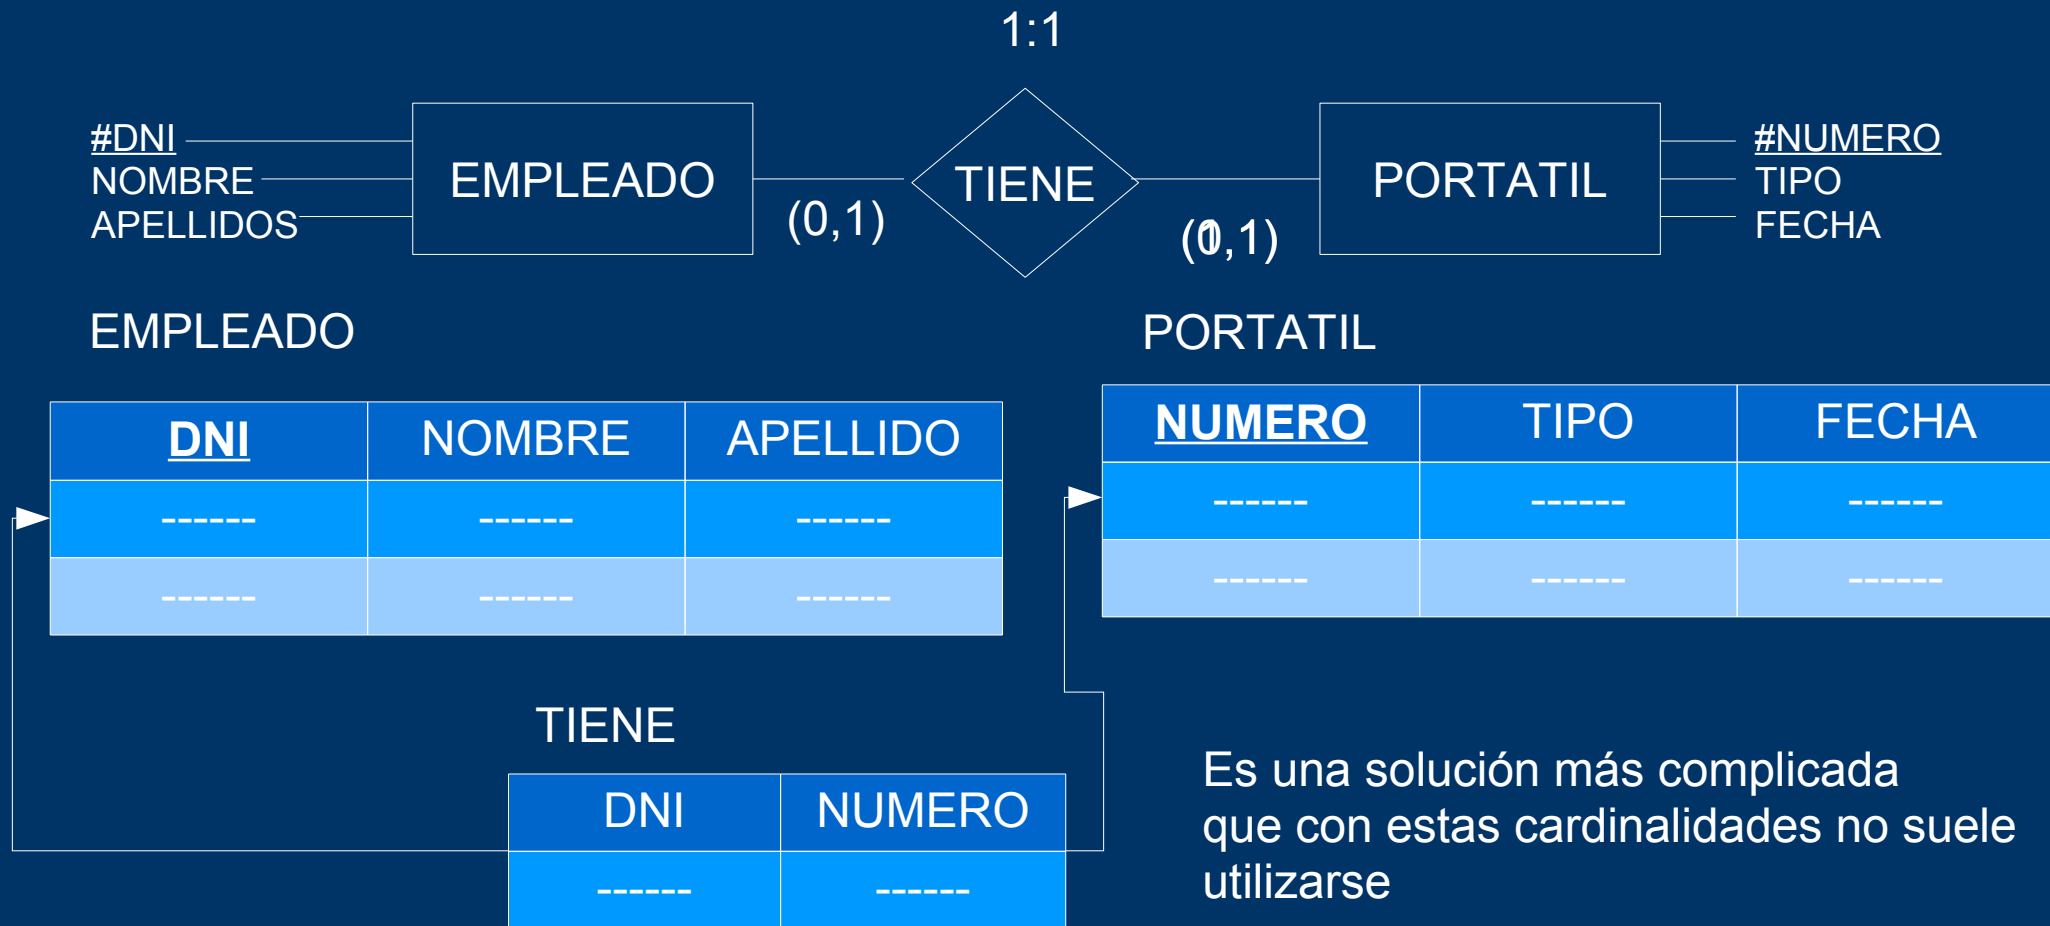 1:1
#DNI
NOMBRE
APELLIDOS
EMPLEADO
(0,1)
TIENE
,1)
PORTATIL
#NUMERO
TIPO
FECHA
EMPLEADO
DNI NOMBRE APELLIDO
------ ------ ------
------ ------ ------
PORTATIL
NUMERO TIPO FECHA
------ ------ ------
------ ------ ------
TIENE
DNI NUMERO
------ ------
Es una solución más complicada
que con estas cardinalidades no suele
utilizarse